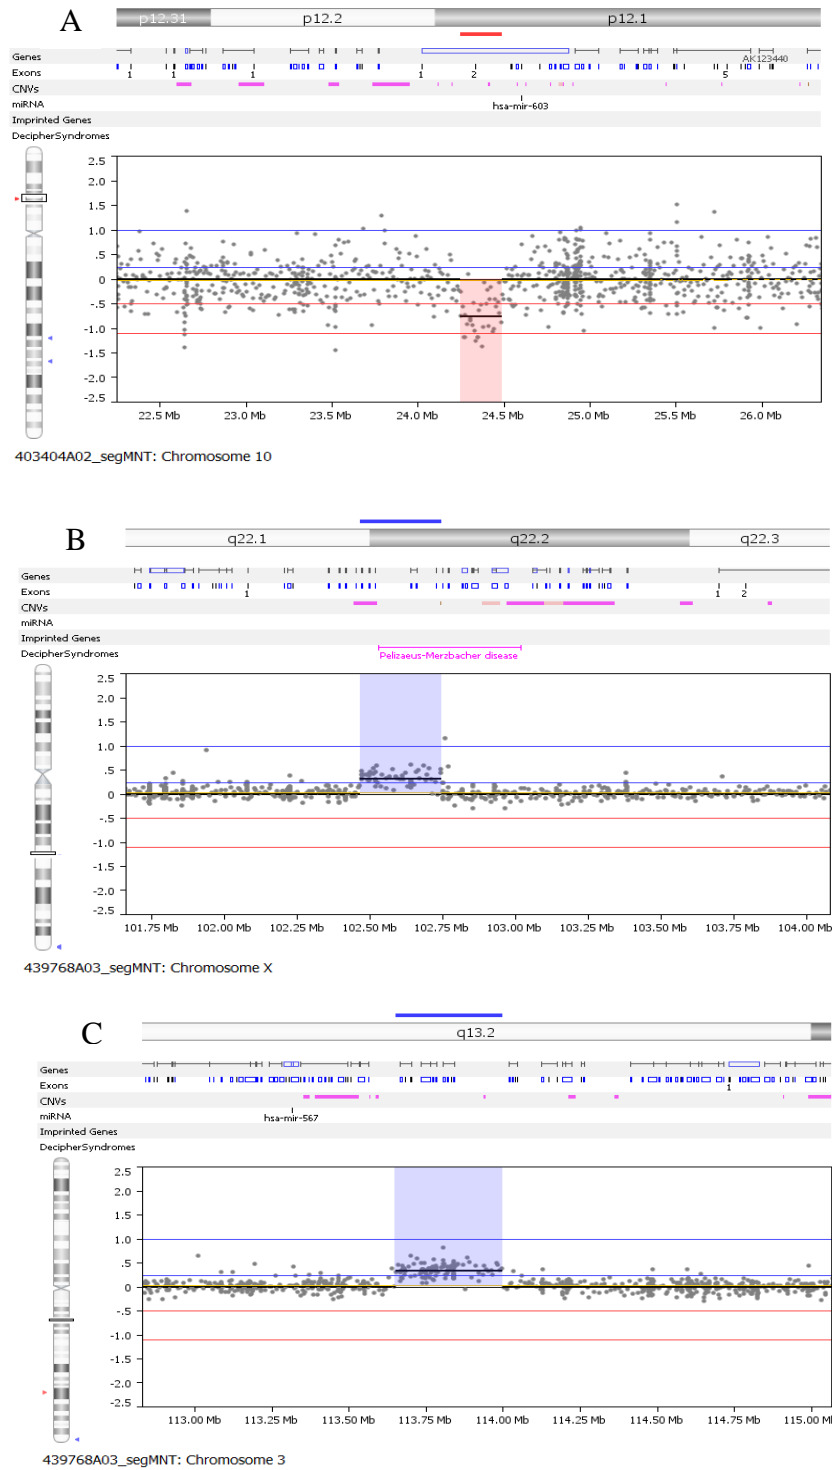 A
p12.31 p12.2 p12.1
Genes
AK123440
Exons
1 1 1 1 2 5
CNVs
miRNA
hsa-mir-603
Imprinted Genes
DecipherSyndromes
2.5
2.0
1.5
1.0
.5
0
-.5
-1.0
-1.5
-2.0
-2.5
22.5 Mb 23.0 Mb 23.5 Mb 24.0 Mb 24.5 Mb 25.0 Mb 25.5 Mb 26.0 Mb
403404A02_segMNT: Chromosome 10
B
q22.1 q22.2 q22.3
Genes
Exons
1 1 2
CNVs
miRNA
Imprinted Genes
DecipherSyndromes
Pelizaeus-Merzbacher disease
2.5
2.0
1.5
1.0
.5
0
-.5
-1.0
-1.5
-2.0
-2.5
101.75 Mb 102.00 Mb 102.25 Mb 102.50 Mb 102.75 Mb 103.00 Mb 103.25 Mb 103.50 Mb 103.75 Mb 104.00 Mb
439768A03_segMNT: Chromosome X
C
q13.2
Genes
Exons
1
CNVs
miRNA
hsa-mir-567
Imprinted Genes
DecipherSyndromes
2.5
2.0
1.5
1.0
.5
0
-.5
-1.0
-1.5
-2.0
-2.5
113.00 Mb 113.25 Mb 113.50 Mb 113.75 Mb 114.00 Mb 114.25 Mb 114.50 Mb 114.75 Mb 115.00 M
439768A03_segMNT: Chromosome 3